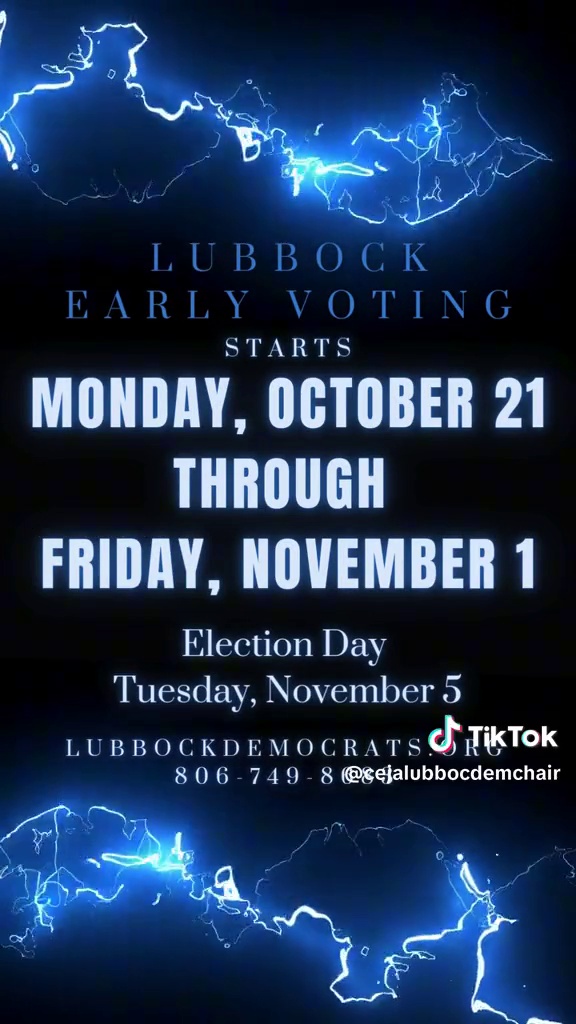 LUBBOCK
EARLY VOTING
STARTS
MONDAY, OCTOBER 21
THROUGH
FRIDAY, NOVEMBER 1
Election Day
Tuesday, November 5
TikTok
LUBBOCKDEMOCRATS.ORG
@cejalubbocdemchair